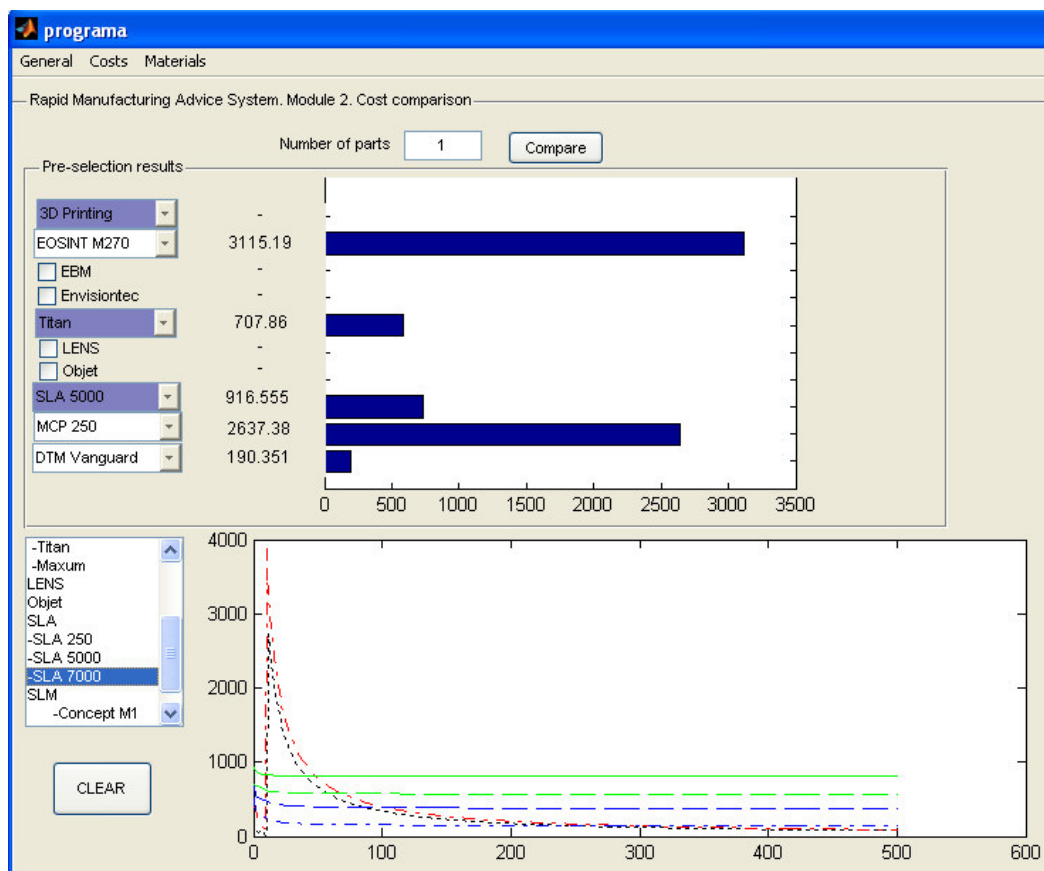 programa
General Costs Materials
Rapid Manufacturing Advice System. Module 2. Cost comparison
Number of parts 1 Compare
Pre-selection results
3D Printing -
EOSINT M270 3115.19
EBM -
Envisiontec -
Titan 707.86
LENS -
Objet -
SLA 5000 916.555
MCP 250 2637.38
DTM Vanguard 190.351
0 500 1000 1500 2000 2500 3000 3500
-Titan
-Maxum
LENS
Objet
SLA
-SLA 250
-SLA 5000
-SLA 7000
SLM
-Concept M1
CLEAR
4000
3000
2000
1000
0
0 100 200 300 400 500 600